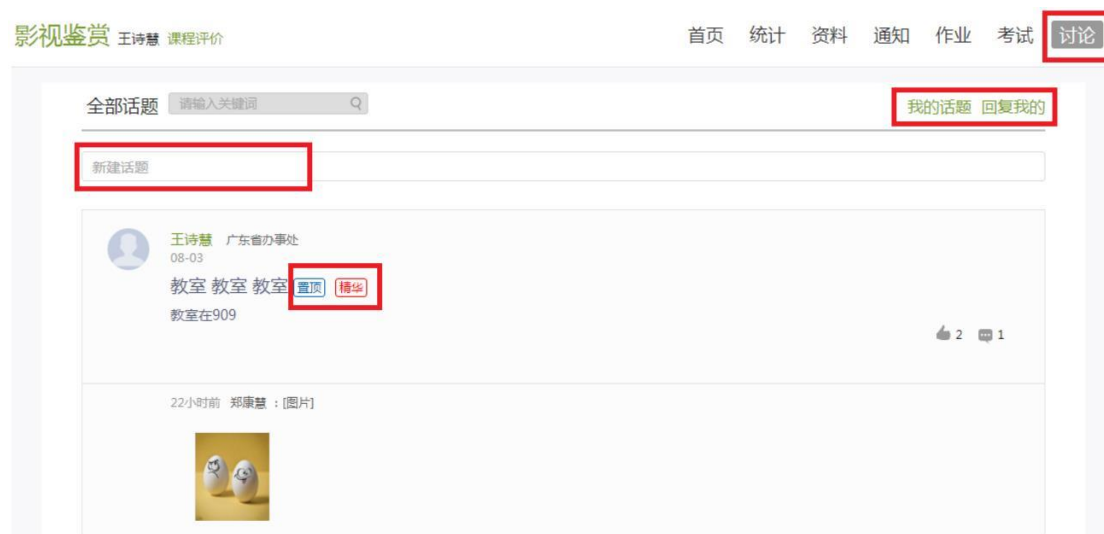 影视鉴赏 王诗慧 课程评价 首页 统计 资料 通知 作业 考试 讨论
全部话题 请输入关键词 我的话题 回复我的
新建话题
王诗慧 广东省办事处
08-03
教室 教室 教室 置顶 精华
教室在909
2 1
22小时前 郑康慧 : [图片]